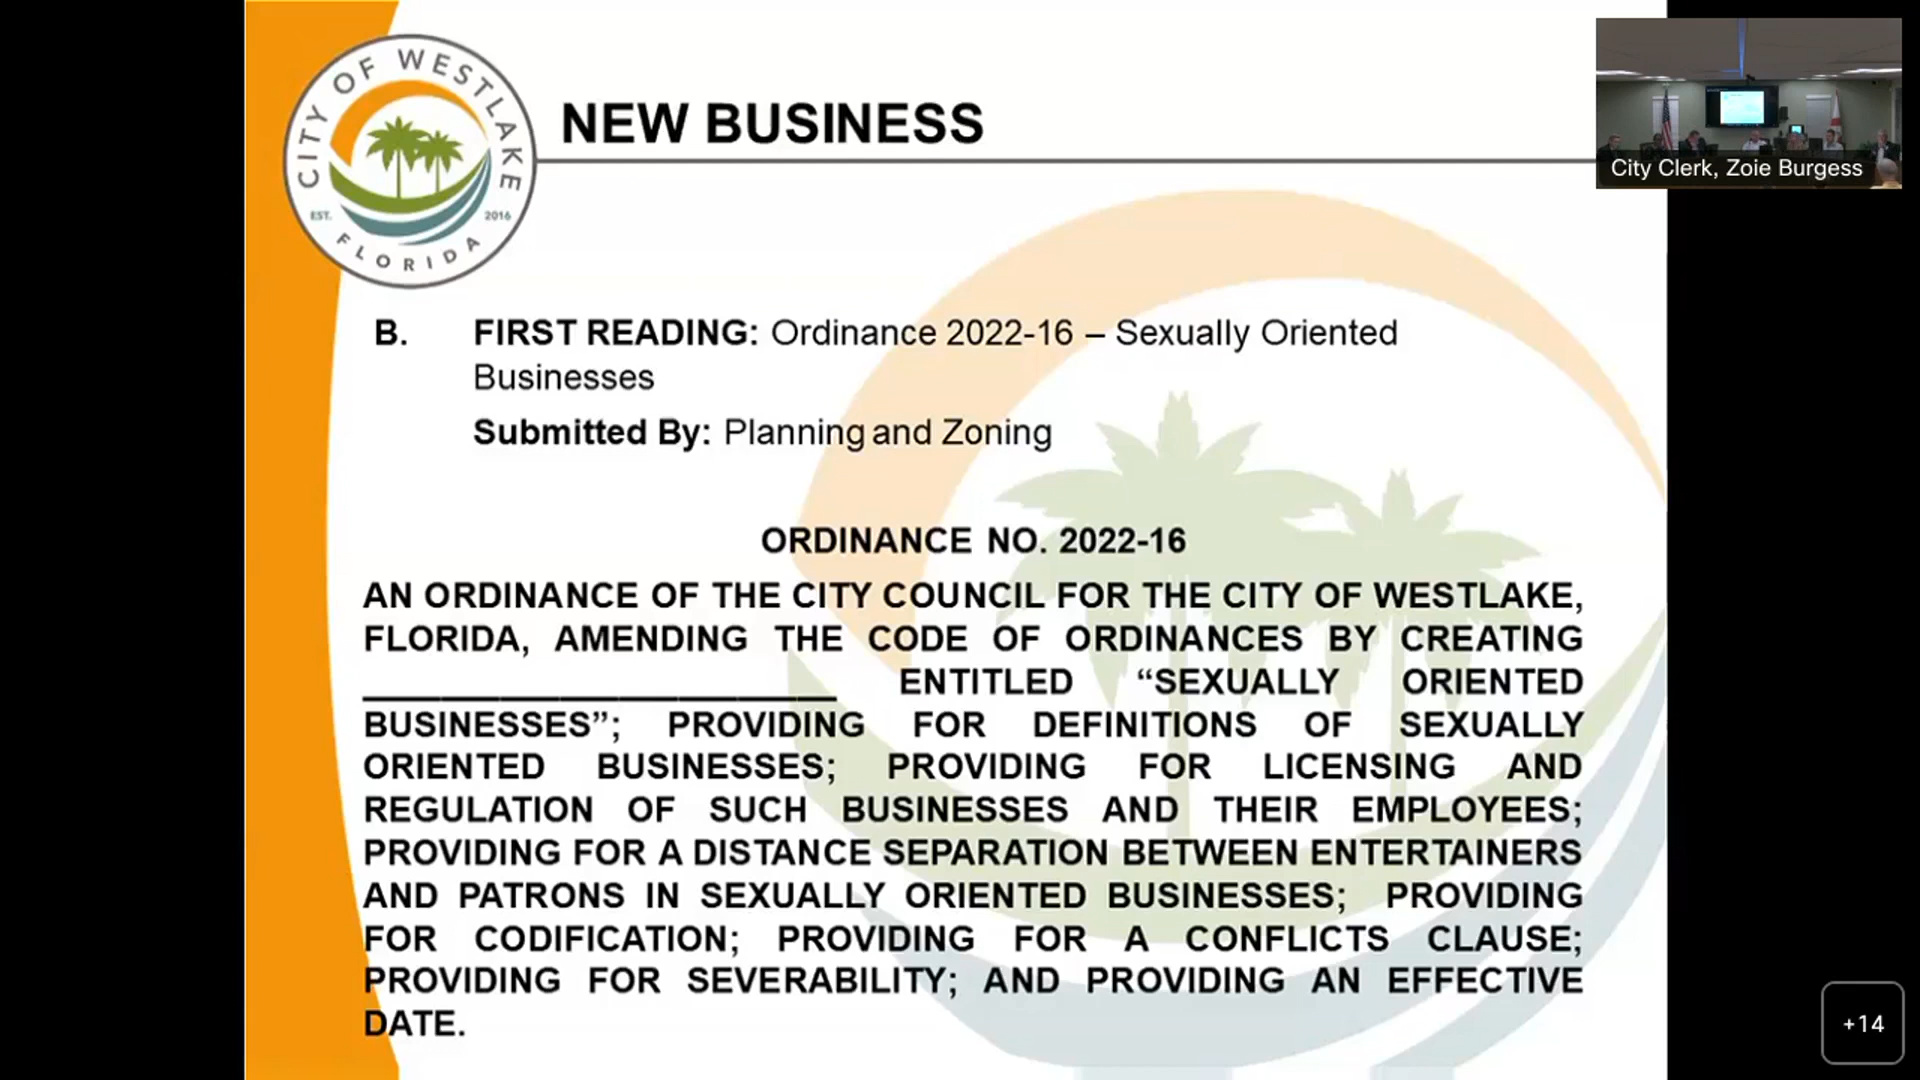 CITY OF WESTLAKE
EST. 2016
FLORIDA
NEW BUSINESS
City Clerk, Zoie Burgess
B. FIRST READING: Ordinance 2022-16 – Sexually Oriented
Businesses
Submitted By: Planning and Zoning
ORDINANCE NO. 2022-16
AN ORDINANCE OF THE CITY COUNCIL FOR THE CITY OF WESTLAKE,
FLORIDA, AMENDING THE CODE OF ORDINANCES BY CREATING
________________________ ENTITLED “SEXUALLY ORIENTED
BUSINESSES”; PROVIDING FOR DEFINITIONS OF SEXUALLY
ORIENTED BUSINESSES; PROVIDING FOR LICENSING AND
REGULATION OF SUCH BUSINESSES AND THEIR EMPLOYEES;
PROVIDING FOR A DISTANCE SEPARATION BETWEEN ENTERTAINERS
AND PATRONS IN SEXUALLY ORIENTED BUSINESSES; PROVIDING
FOR CODIFICATION; PROVIDING FOR A CONFLICTS CLAUSE;
PROVIDING FOR SEVERABILITY; AND PROVIDING AN EFFECTIVE
DATE.
+14